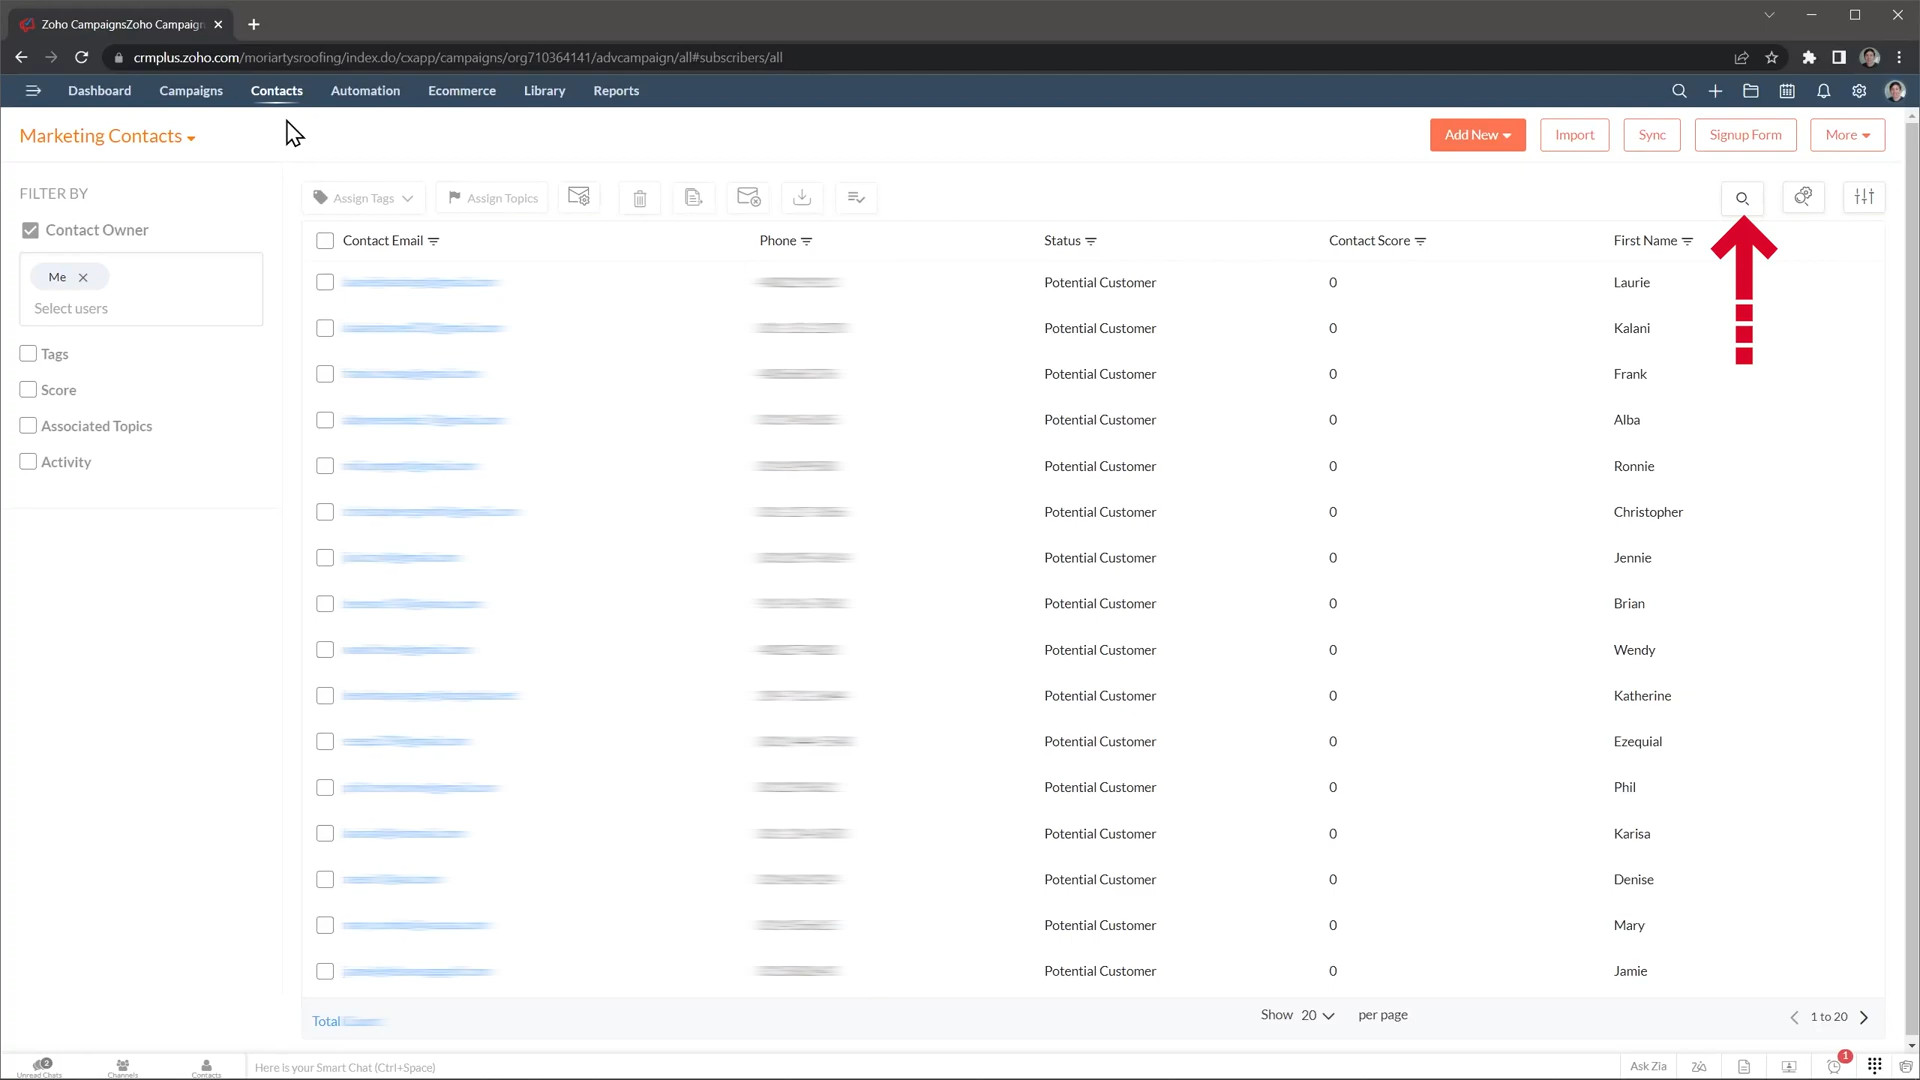 Zoho CampaignsZoho Campaign
crmplus.zoho.com/moriartysroofing/index.do/cxapp/campaigns/org710364141/advcampaign/all#subscribers/all
Dashboard Campaigns Contacts Automation Ecommerce Library Reports
Marketing Contacts
Add New Import Sync Signup Form More
FILTER BY
Contact Owner
Me
Select users
Tags
Score
Associated Topics
Activity
Assign Tags Assign Topics
Contact Email Phone Status Contact Score First Name
Potential Customer 0 Laurie
Potential Customer 0 Kalani
Potential Customer 0 Frank
Potential Customer 0 Alba
Potential Customer 0 Ronnie
Potential Customer 0 Christopher
Potential Customer 0 Jennie
Potential Customer 0 Brian
Potential Customer 0 Wendy
Potential Customer 0 Katherine
Potential Customer 0 Ezequial
Potential Customer 0 Phil
Potential Customer 0 Karisa
Potential Customer 0 Denise
Potential Customer 0 Mary
Potential Customer 0 Jamie
Total Show 20 per page 1 to 20
2 1
Unread Chats Channels Contacts Here is your Smart Chat (Ctrl+Space) Ask Zia